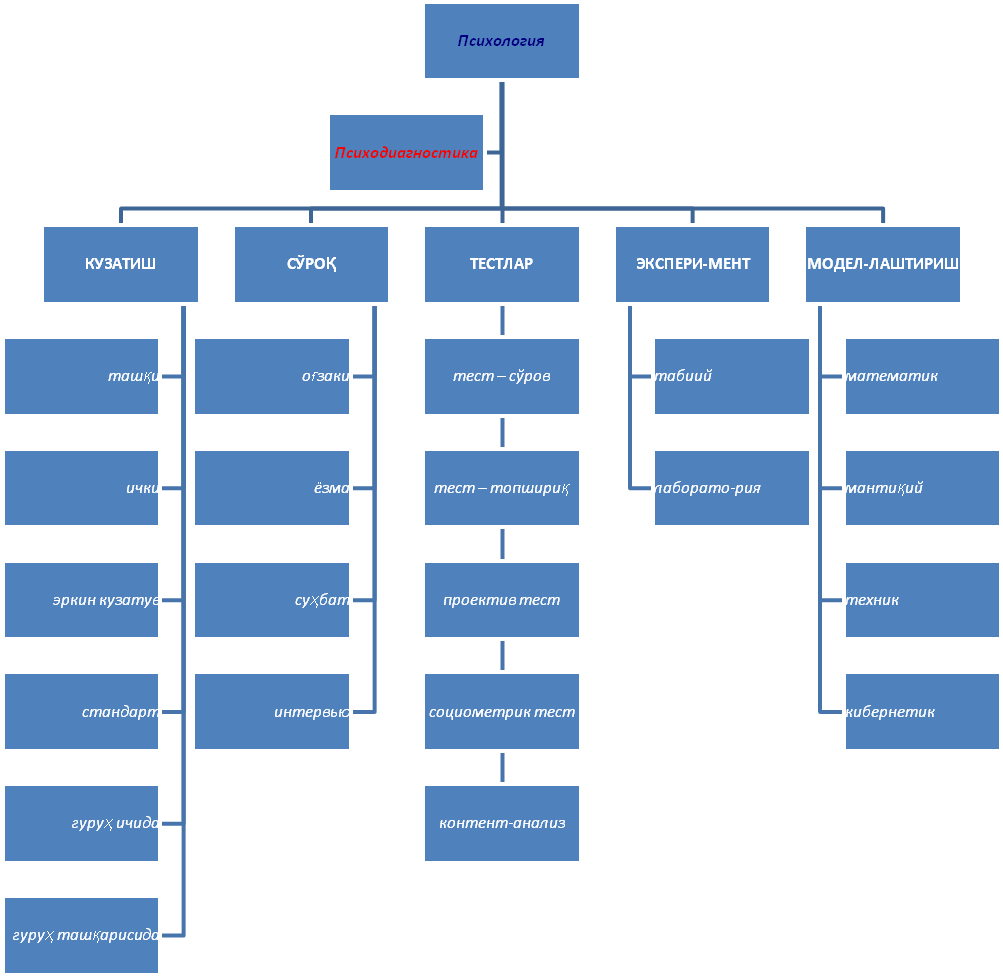 Психология
Психодиагностика
КУЗАТИШ
СЎРОҚ
ТЕСТЛАР
ЭКСПЕРИ-МЕНТ
МОДЕЛ-ЛАШТИРИШ
ташқи
ички
эркин кузатув
стандарт
гуруҳ ичида
гуруҳ ташқарисида
оғзаки
ёзма
суҳбат
интервью
тест – сўров
тест – топшириқ
проектив тест
социометрик тест
контент-анализ
табиий
лаборато-рия
математик
мантиқий
техник
кибернетик